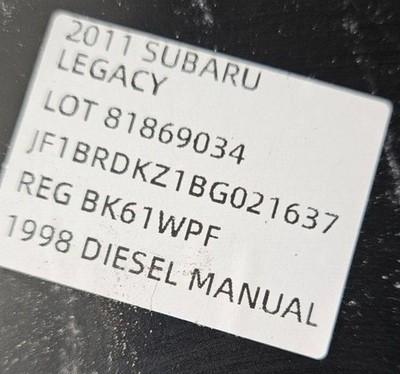 2011 SUBARU
LEGACY
LOT 81869034
JF1BRDKZ1BG021637
REG BK61WPF
1998 DIESEL MANUAL